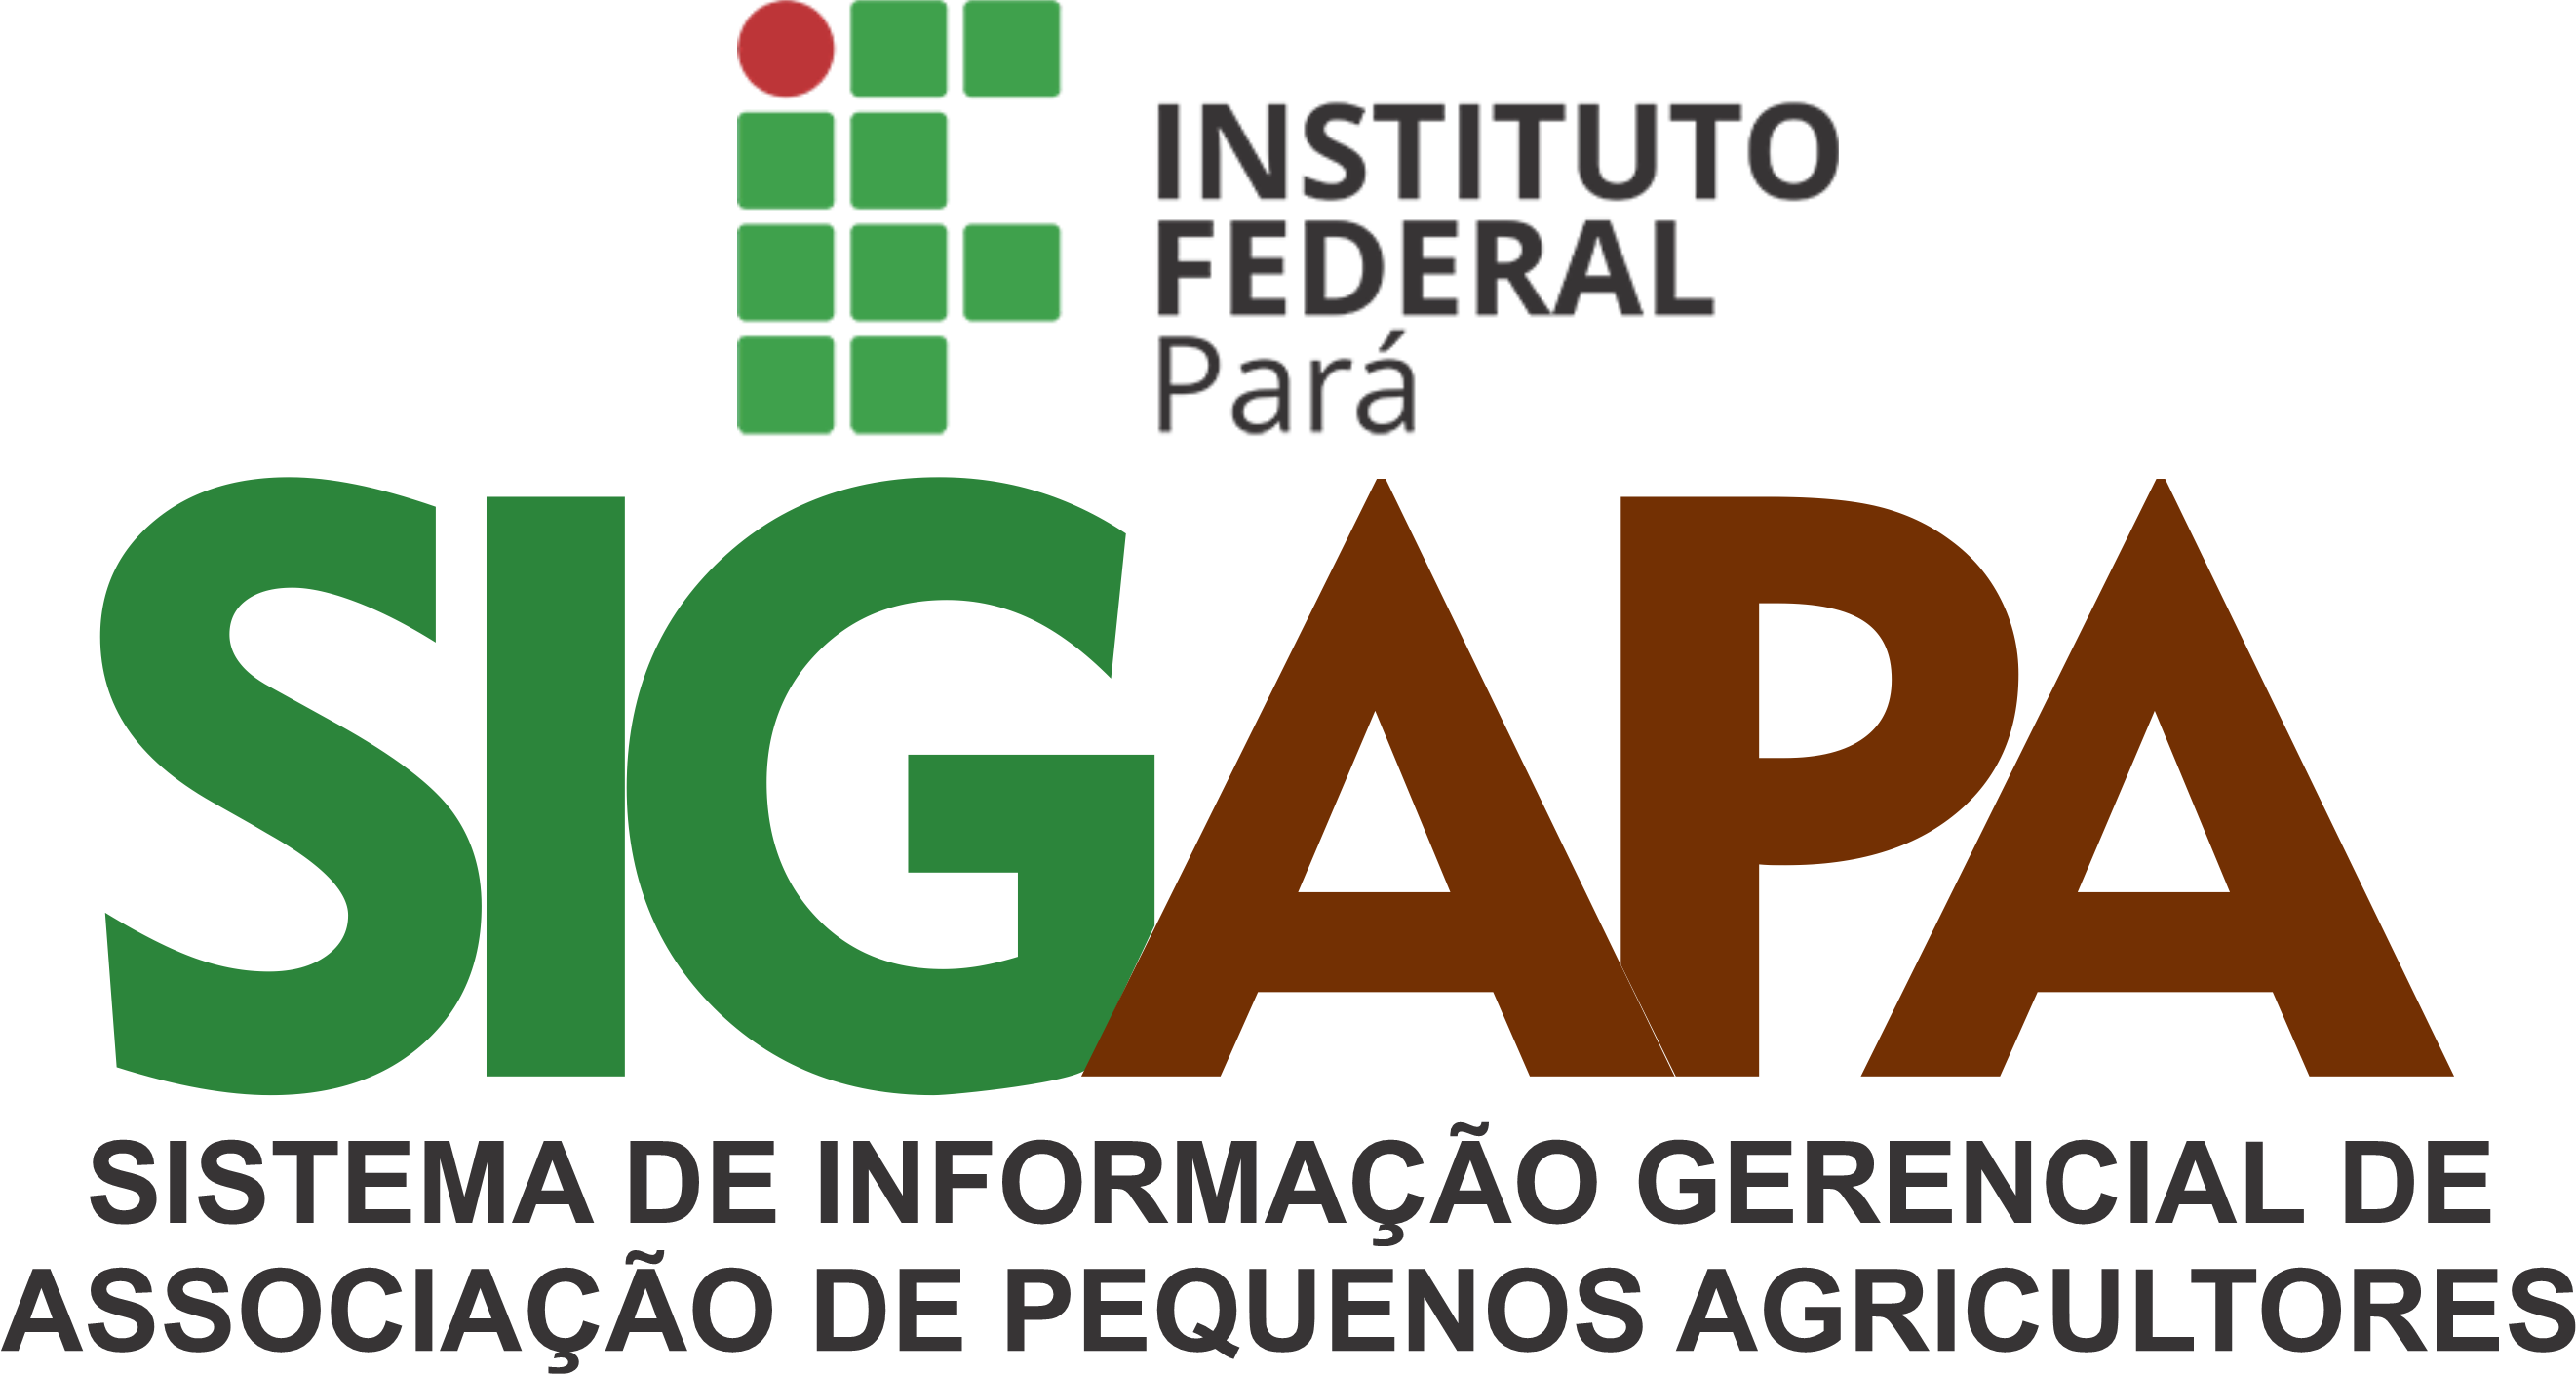 INSTITUTO
FEDERAL
Pará
SIGAPA
SISTEMA DE INFORMAÇÃO GERENCIAL DE
ASSOCIAÇÃO DE PEQUENOS AGRICULTORES